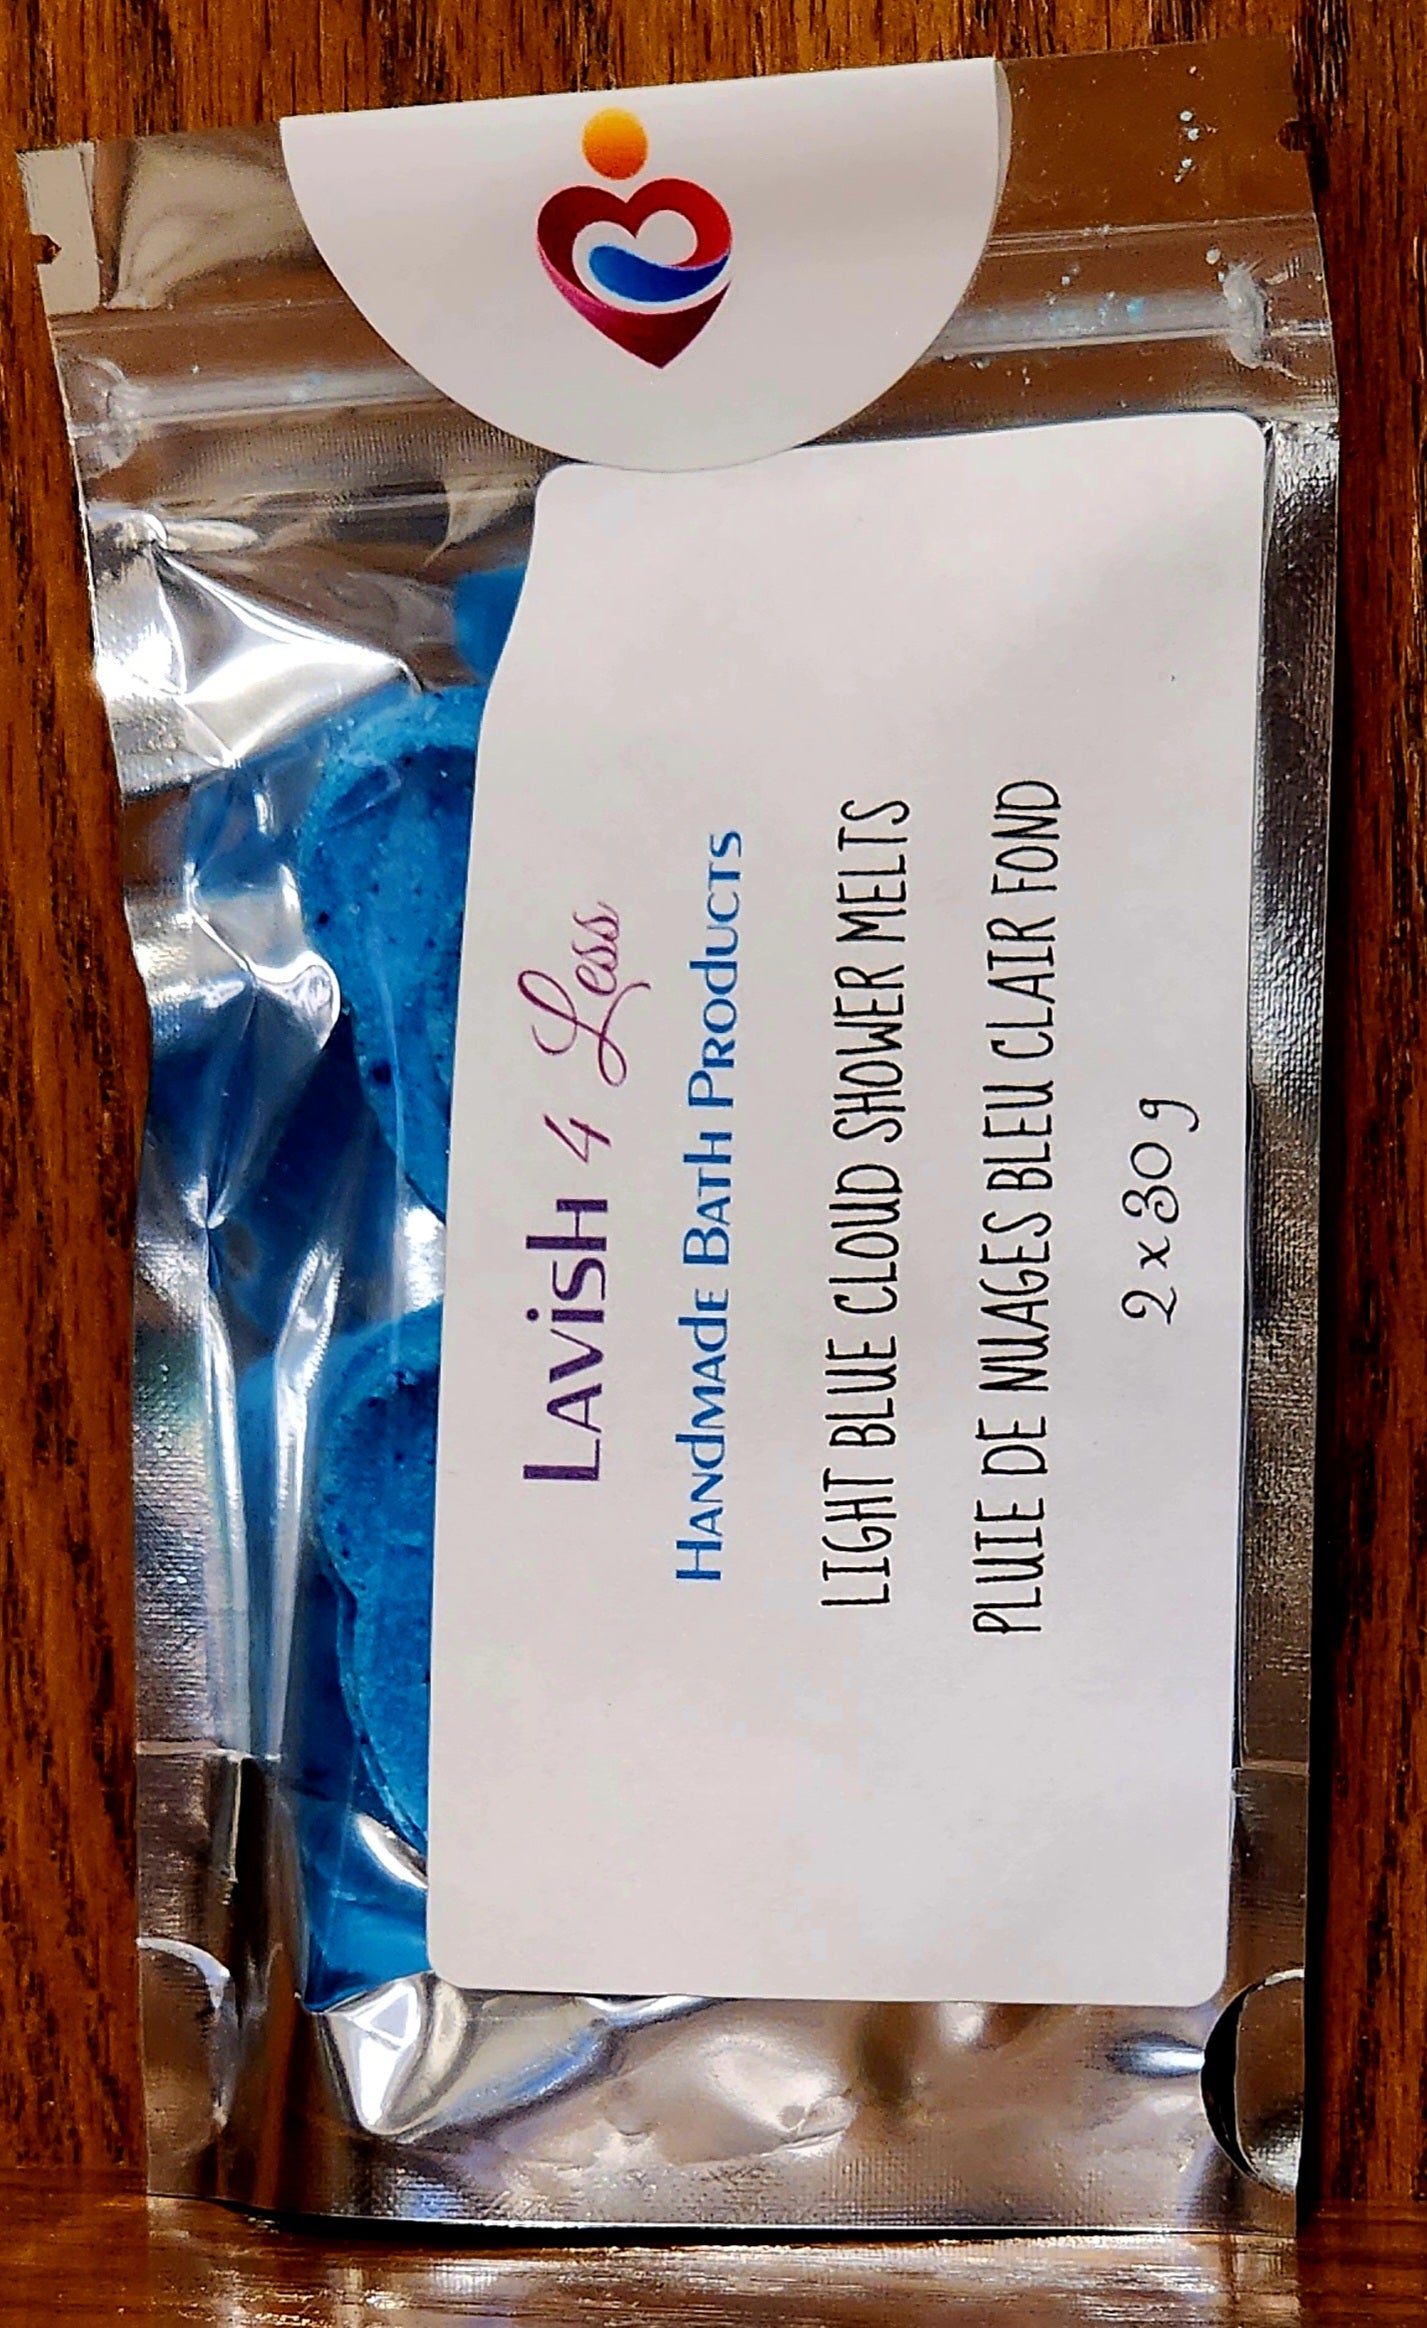 Lavish 4 Less
Handmade Bath Products
LIGHT BLUE CLOUD SHOWER MELTS
PLUIE DE NUAGES BLEU CLAIR FOND
2 x 30 g